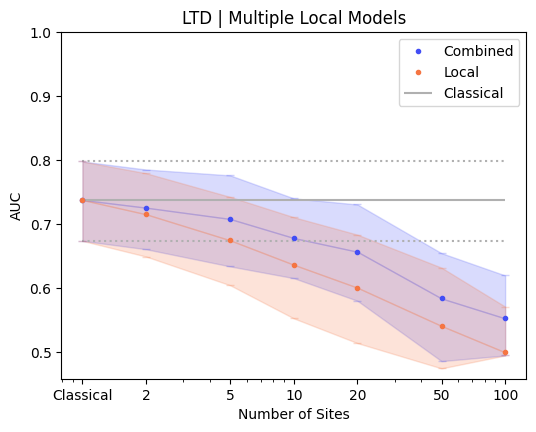 LTD | Multiple Local Models
1.0
0.9
0.8
0.7
0.6
0.5
AUC
Combined
Local
Classical
Classical 2 5 10 20 50 100
Number of Sites